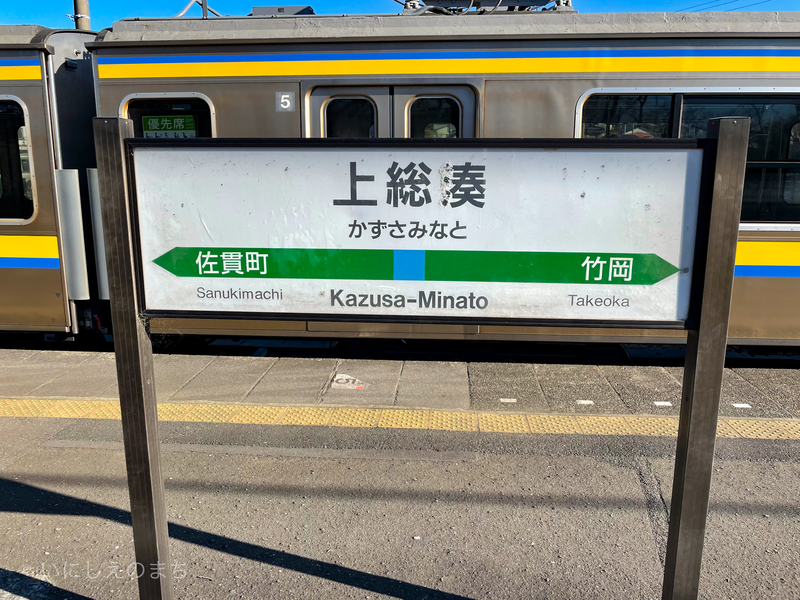 優先席
5
上総湊
かずさみなと
佐貫町 竹岡
Sanukimachi Kazusa-Minato Takeoka
5
いにしえのまち